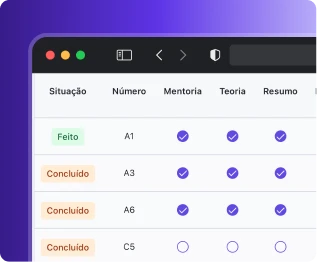 Situação Número Mentoria Teoria Resumo
Feito A1
Concluído A3
Concluído A6
Concluído C5